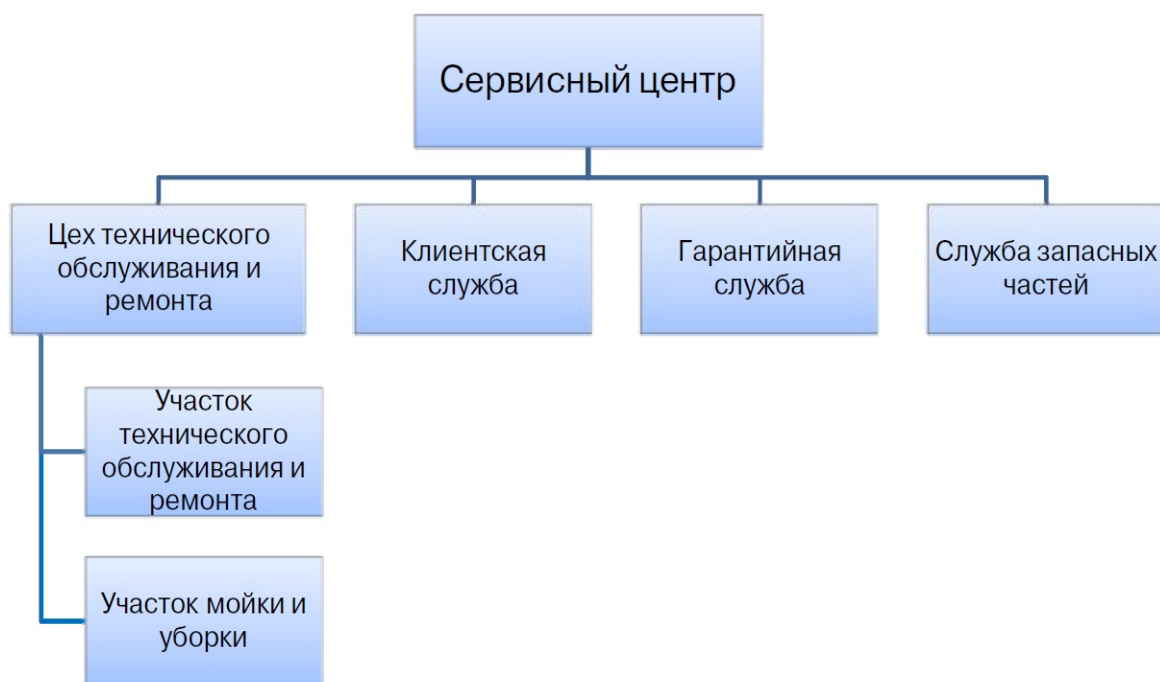 Сервисный центр
Цех технического
обслуживания и
ремонта
Клиентская
служба
Гарантийная
служба
Служба запасных
частей
Участок
технического
обслуживания и
ремонта
Участок мойки и
уборки